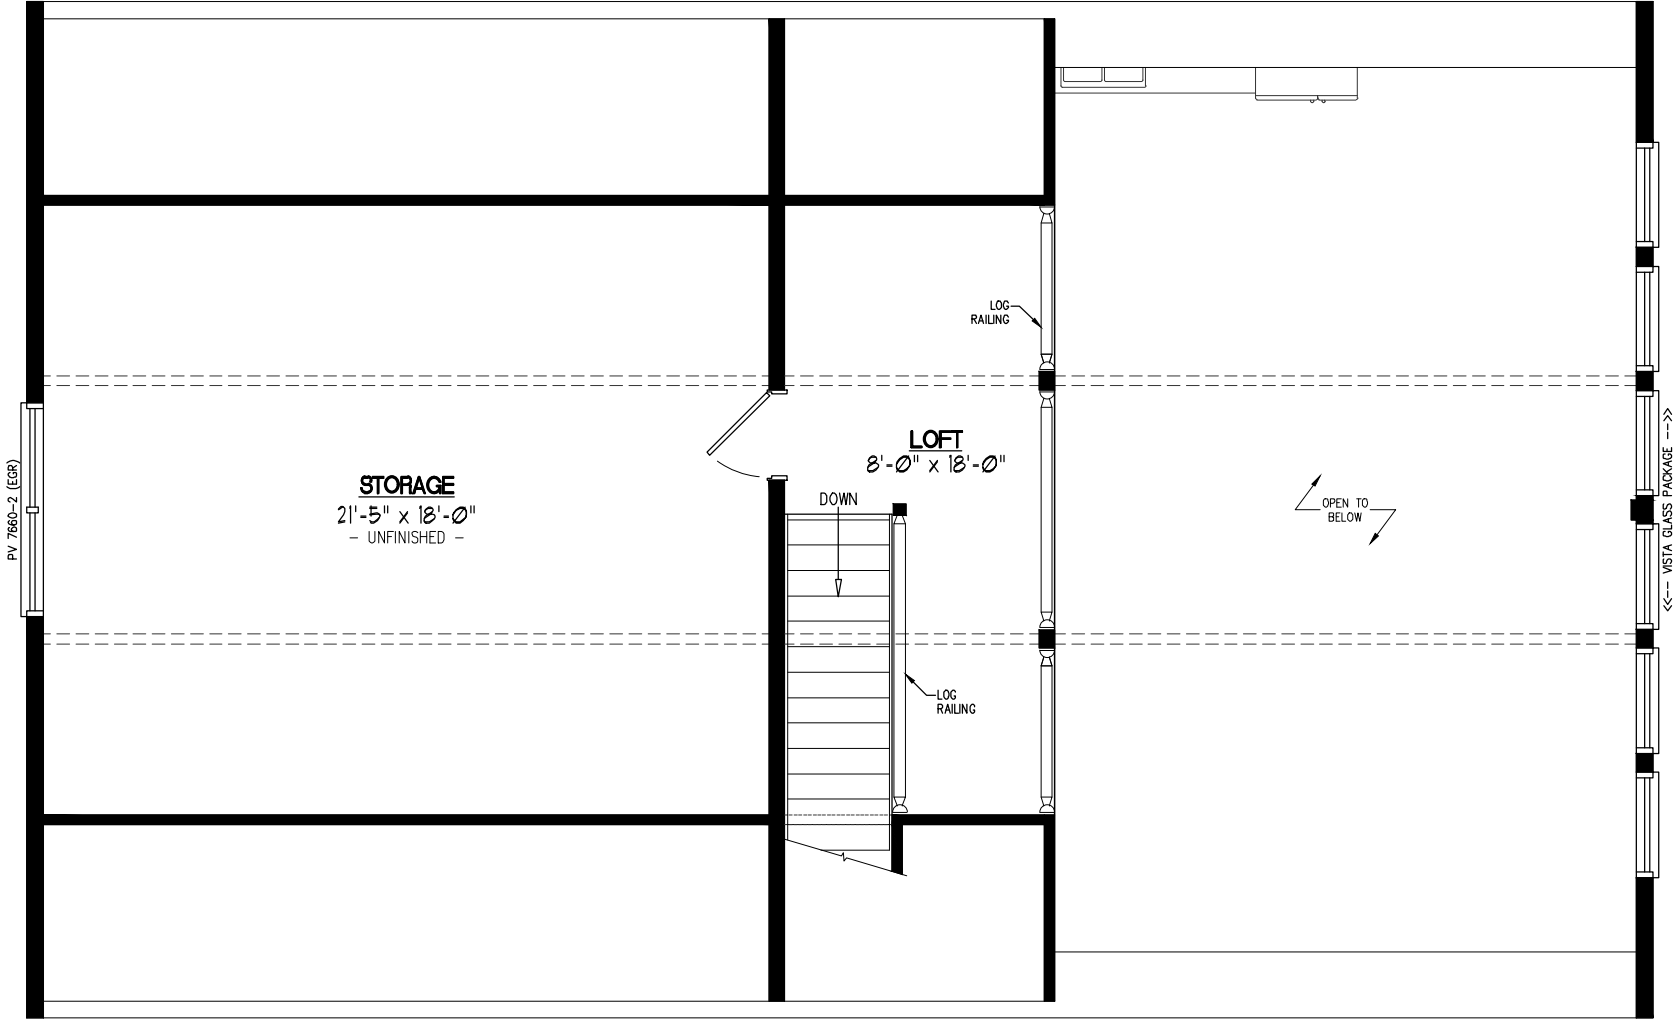 LOG
RAILING
LOFT
8'-0" x 18'-0"
STORAGE
21'-5" x 18'-0"
- UNFINISHED -
DOWN
OPEN TO
BELOW
LOG
RAILING
PV 7660-2 (EGR)
<<-- VISTA GLASS PACKAGE -->>